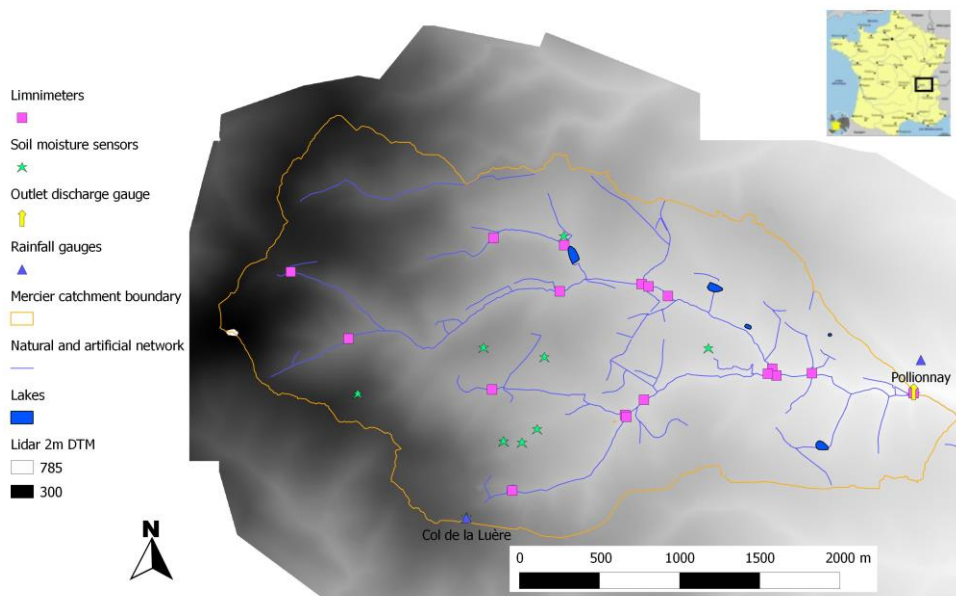 Limnimeters
Soil moisture sensors
Outlet discharge gauge
Rainfall gauges
Mercier catchment boundary
Natural and artificial network
Lakes
Lidar 2m DTM
785
300
N
Col de la Luère
Pollionnay
0 500 1000 1500 2000 m